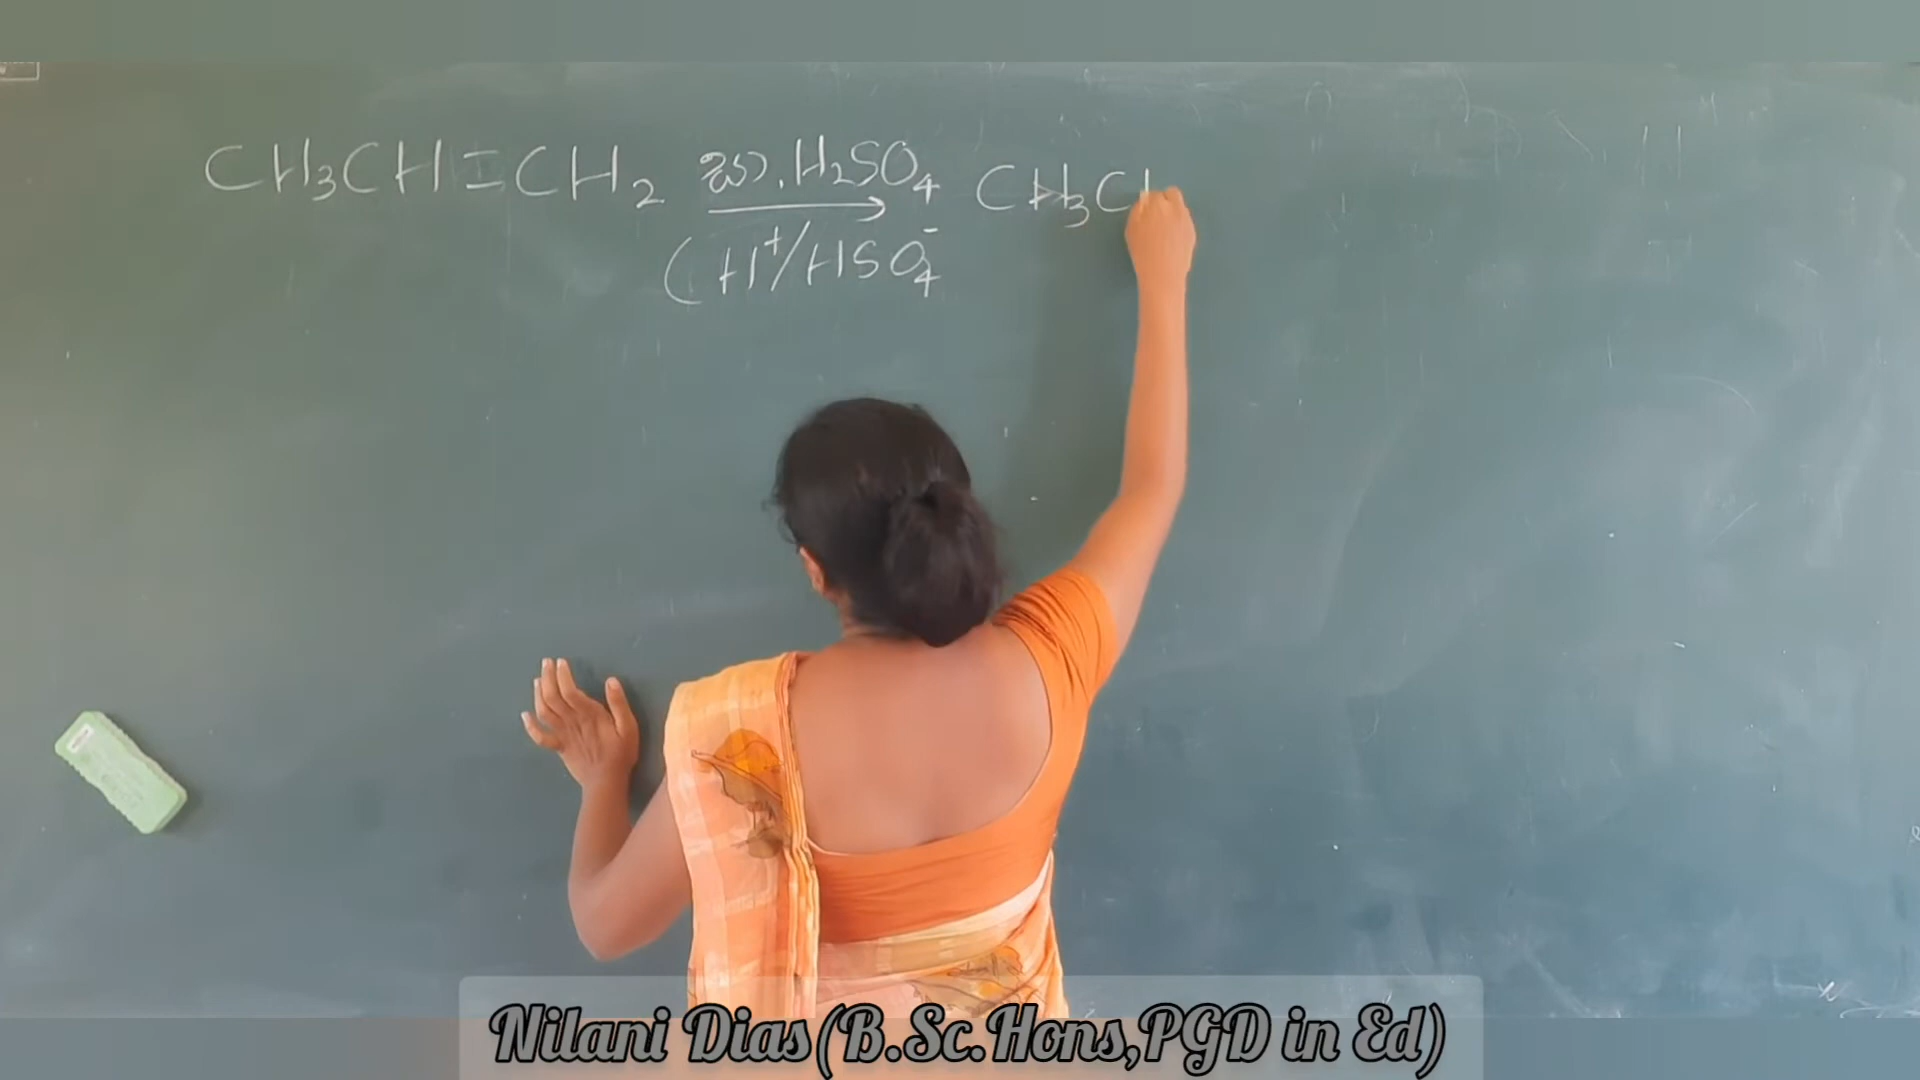 CH₃CH=CH₂ සා. H₂SO₄ CH₃C
(H⁺/HSO₄⁻
Nilani Dias(B.Sc.Hons,PGD in Ed)